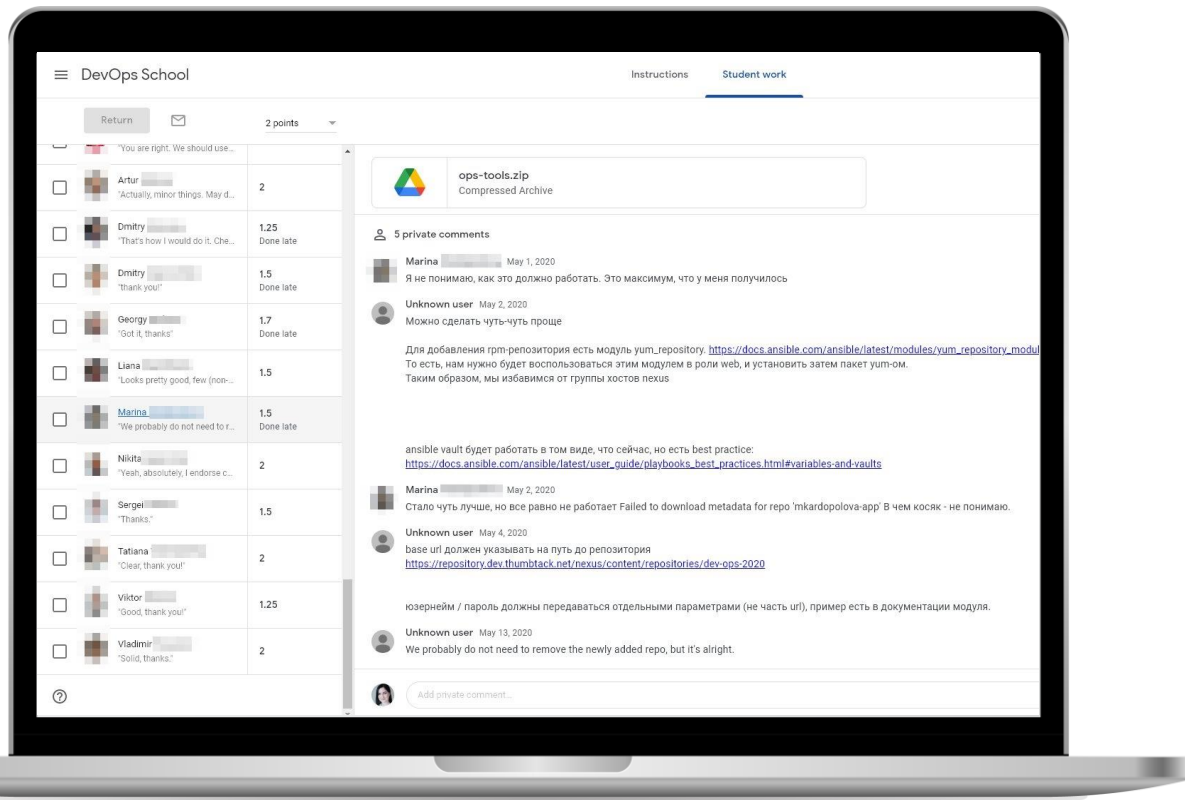 DevOps School
Instructions
Student work
Return
2 points
"You are right. We should use...
Artur
"Actually, minor things. May d...
2
Dmitry
"That's how I would do it. Che...
1.25
Done late
Dmitry
"thank you!"
1.5
Done late
Georgy
"Got it, thanks"
1.7
Done late
Liana
"Looks pretty good, few (non-...
1.5
Marina
"We probably do not need to r...
1.5
Done late
Nikita
"Yeah, absolutely, I endorse c...
2
Sergei
"Thanks."
1.5
Tatiana
"Clear, thank you!"
2
Viktor
"Good, thank you!"
1.25
Vladimir
"Solid, thanks."
2
ops-tools.zip
Compressed Archive
5 private comments
Marina May 1, 2020
Я не понимаю, как это должно работать. Это максимум, что у меня получилось
Unknown user May 2, 2020
Можно сделать чуть-чуть проще
Для добавления rpm-репозитория есть модуль yum_repository. https://docs.ansible.com/ansible/latest/modules/yum_repository_modul
То есть, нам нужно будет воспользоваться этим модулем в роли web, и установить затем пакет yum-ом.
Таким образом, мы избавимся от группы хостов nexus
ansible vault будет работать в том виде, что сейчас, но есть best practice:
https://docs.ansible.com/ansible/latest/user_guide/playbooks_best_practices.html#variables-and-vaults
Marina May 2, 2020
Стало чуть лучше, но все равно не работает Failed to download metadata for repo 'mkardopolova-app' В чем косяк - не понимаю.
Unknown user May 4, 2020
base url должен указывать на путь до репозитория
https://repository.dev.thumbtack.net/nexus/content/repositories/dev-ops-2020
юзернейм / пароль должны передаваться отдельными параметрами (не часть url), пример есть в документации модуля.
Unknown user May 13, 2020
We probably do not need to remove the newly added repo, but it's alright.
Add private comment...